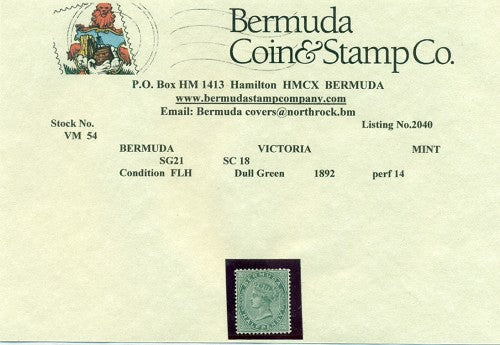 Bermuda
Coin&Stamp Co.
P.O. Box HM 1413 Hamilton HMCX BERMUDA
www.bermudastampcompany.com
Email: Bermuda covers@northrock.bm
Stock No. Listing No.2040
VM 54
BERMUDA VICTORIA MINT
SG21 SC 18
Condition FLH Dull Green 1892 perf 14
BERMUDA